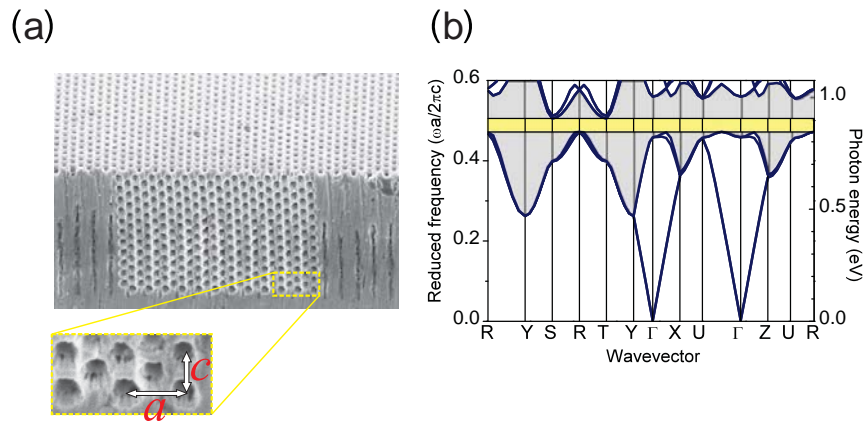 (a)
(b)
c
a
Reduced frequency (ωa/2πc)
0.6
0.4
0.2
0.0
1.0
0.5
0.0
Photon energy (eV)
R Y S R T Y Γ X U Γ Z U R
Wavevector